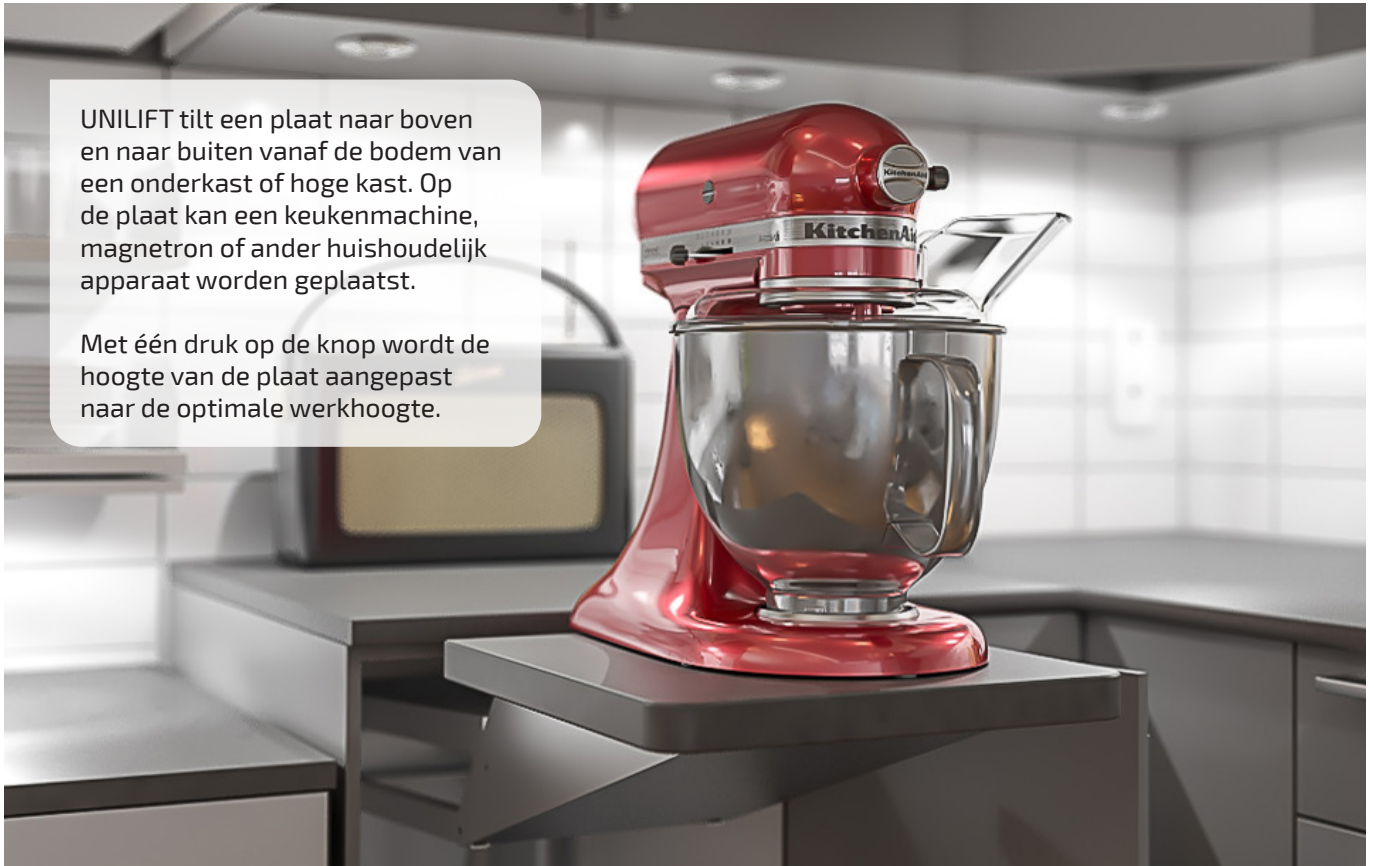 UNILIFT tilt een plaat naar boven
en naar buiten vanaf de bodem van
een onderkast of hoge kast. Op
de plaat kan een keukenmachine,
magnetron of ander huishoudelijk
apparaat worden geplaatst.
Met één druk op de knop wordt de
hoogte van de plaat aangepast
naar de optimale werkhoogte.
KitchenAid
KitchenAi